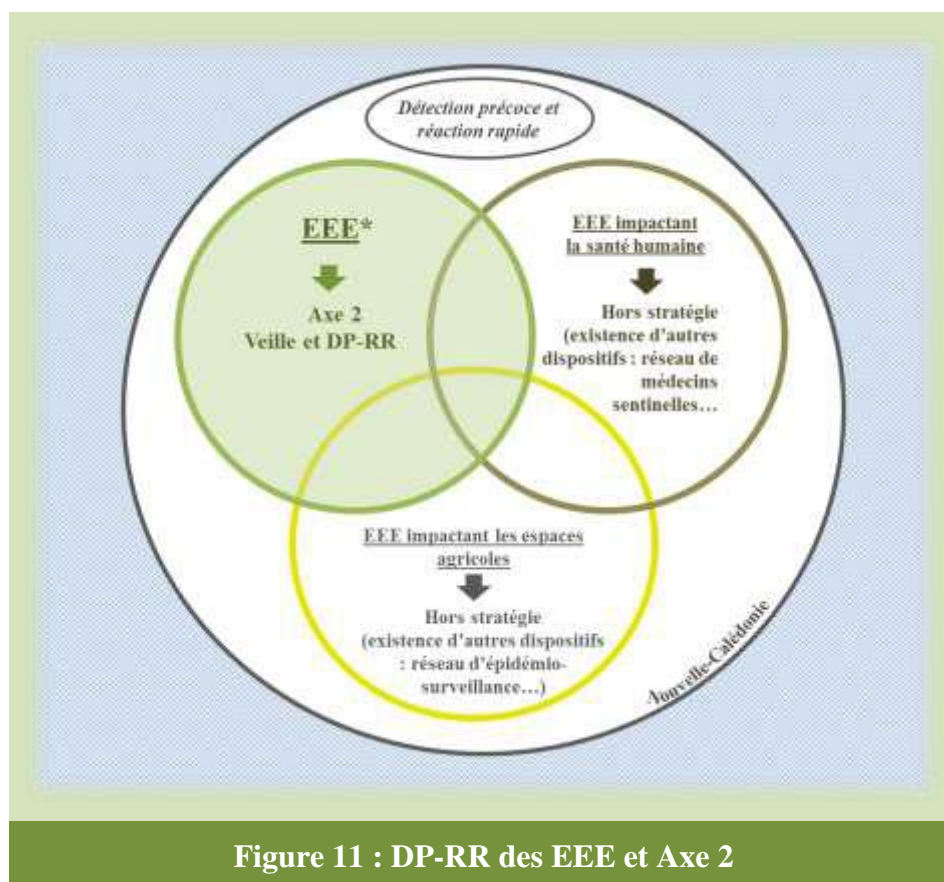 Détection précoce et
réaction rapide
EEE*
Axe 2
Veille et DP-RR
EEE impactant
la santé humaine
Hors stratégie
(existence d'autres
dispositifs : réseau de
médecins
sentinelles…
EEE impactant les espaces
agricoles
Hors stratégie
(existence d'autres dispositifs
: réseau d'épidémio-
surveillance…)
Nouvelle-Calédonie
Figure 11 : DP-RR des EEE et Axe 2